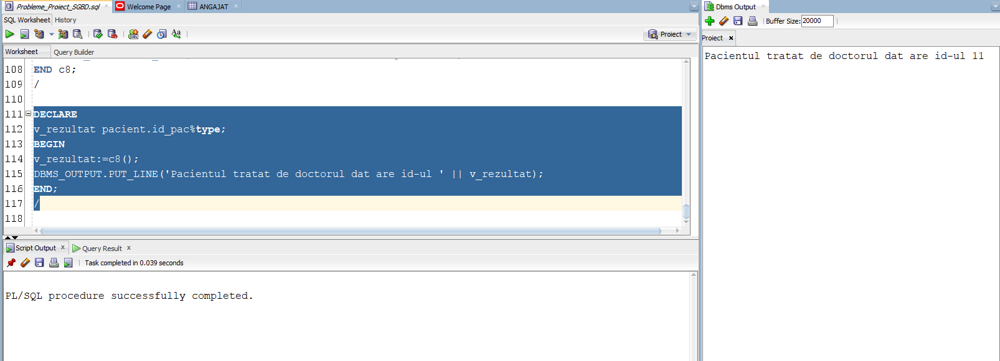 Probleme_Proiect_SGBD.sql
Welcome Page
ANGAJAT
SQL Worksheet History
Proiect
Worksheet Query Builder
108 END c8;
109 /
110
111 DECLARE
112 v_rezultat pacient.id_pac%type;
113 BEGIN
114 v_rezultat:=c8();
115 DBMS_OUTPUT.PUT_LINE('Pacientul tratat de doctorul dat are id-ul ' || v_rezultat);
116 END;
117 /
118
Script Output x Query Result x
Task completed in 0.039 seconds
PL/SQL procedure successfully completed.
Dbms Output
Buffer Size: 20000
Proiect x
Pacientul tratat de doctorul dat are id-ul 11